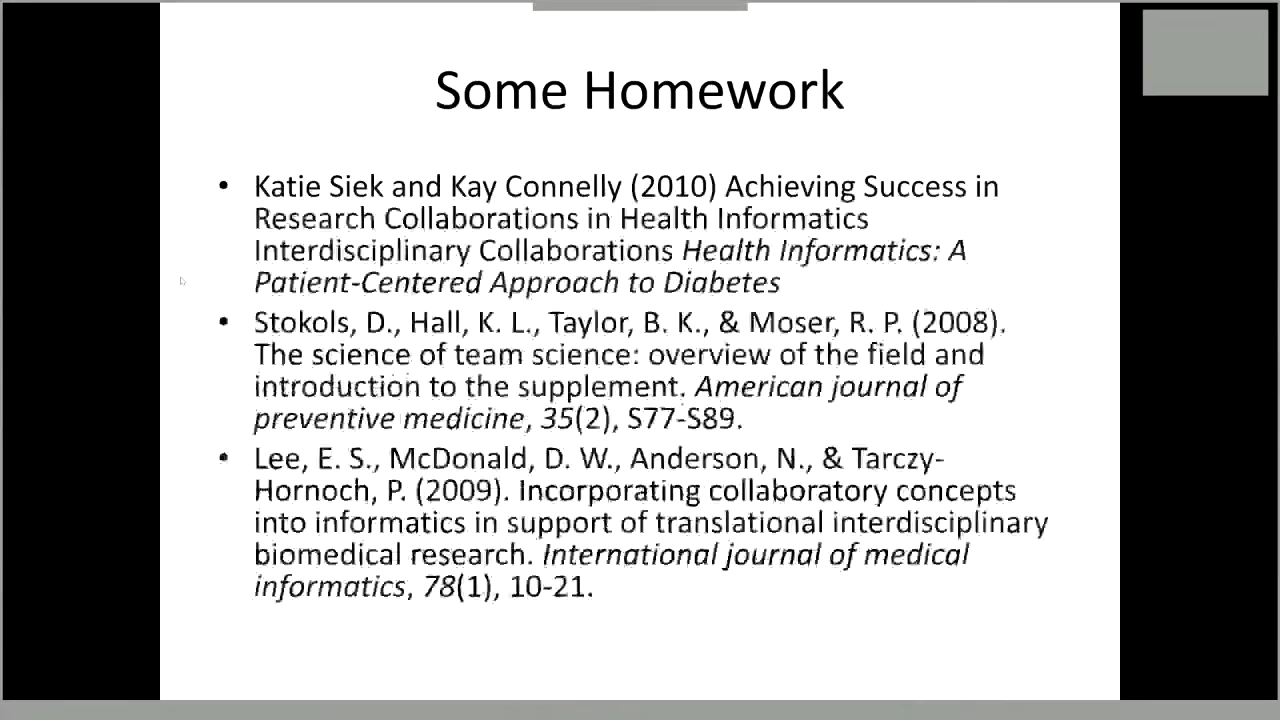 Some Homework
• Katie Siek and Kay Connelly (2010) Achieving Success in
Research Collaborations in Health Informatics
Interdisciplinary Collaborations Health Informatics: A
Patient-Centered Approach to Diabetes
• Stokols, D., Hall, K. L., Taylor, B. K., & Moser, R. P. (2008).
The science of team science: overview of the field and
introduction to the supplement. American journal of
preventive medicine, 35(2), S77-S89.
• Lee, E. S., McDonald, D. W., Anderson, N., & Tarczy-
Hornoch, P. (2009). Incorporating collaboratory concepts
into informatics in support of translational interdisciplinary
biomedical research. International journal of medical
informatics, 78(1), 10-21.